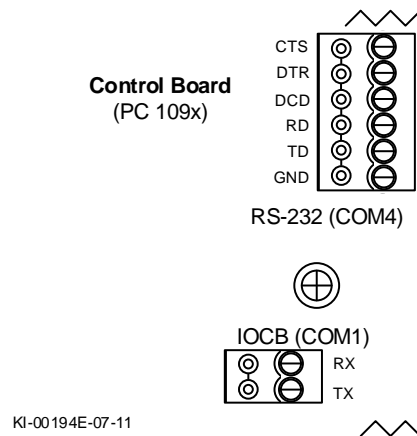 CTS
DTR
Control Board
DCD
(PC 109x)
RD
TD
GND
RS-232 (COM4)
IOCB (COM1)
RX
TX
KI-00194E-07-11